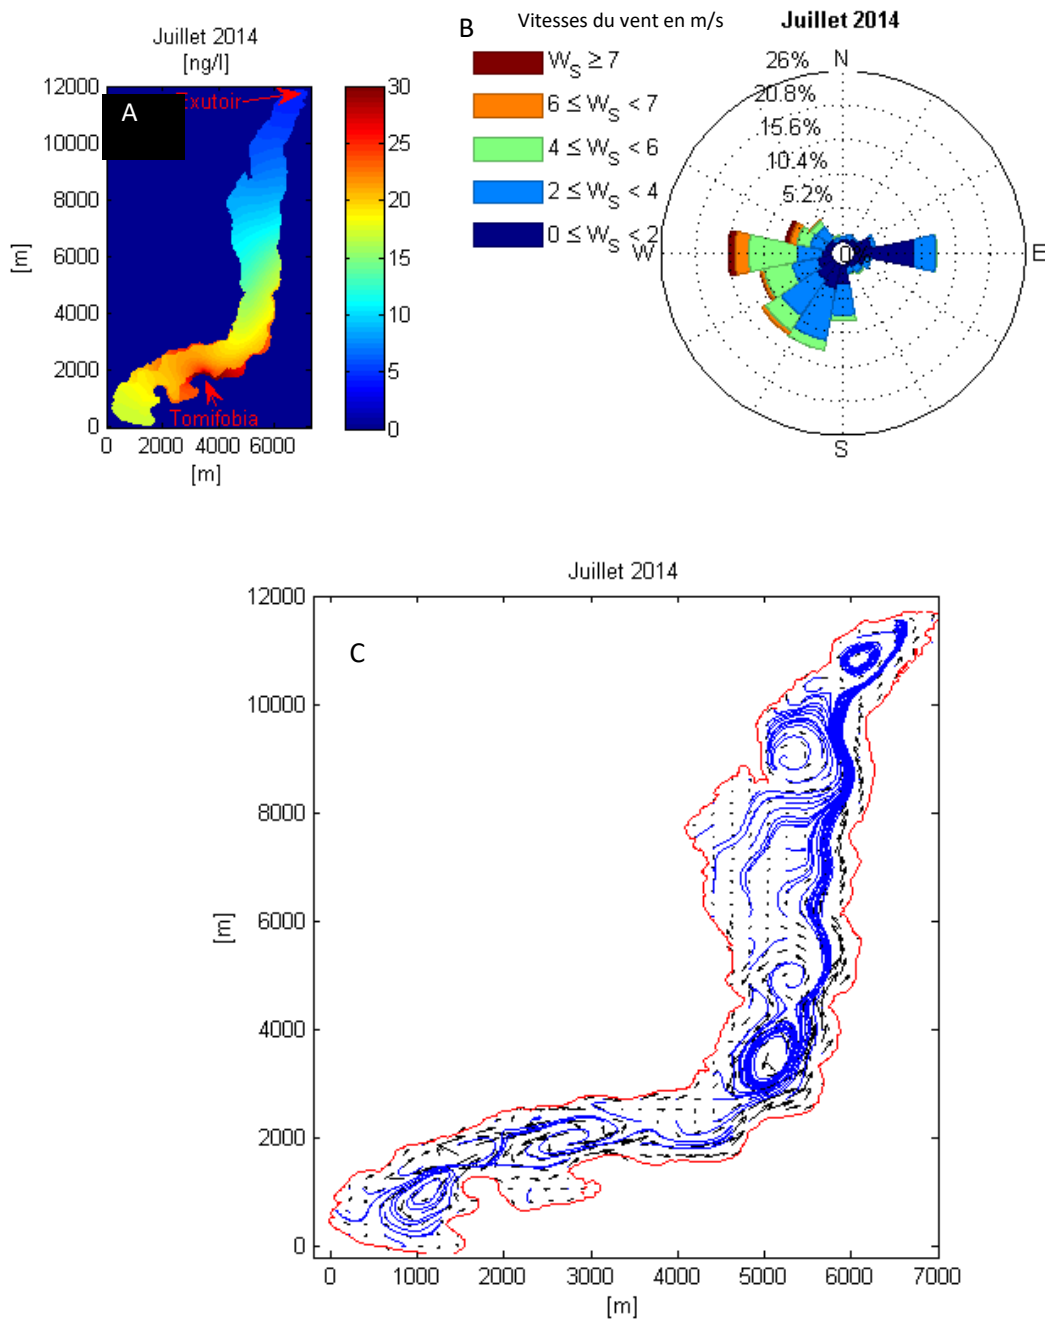 Juillet 2014
[ng/l]
12000
10000
8000
6000
4000
2000
0
[m]
A
Exutoir
Tomifobia
0
2000
4000
6000
[m]
30
25
20
15
10
5
0
B
Vitesses du vent en m/s
W_S ≥ 7
6 ≤ W_S < 7
4 ≤ W_S < 6
2 ≤ W_S < 4
0 ≤ W_S < 2
Juillet 2014
N
26%
20.8%
15.6%
10.4%
5.2%
0
W
E
S
Juillet 2014
C
12000
10000
8000
6000
4000
2000
0
[m]
0
1000
2000
3000
4000
5000
6000
7000
[m]